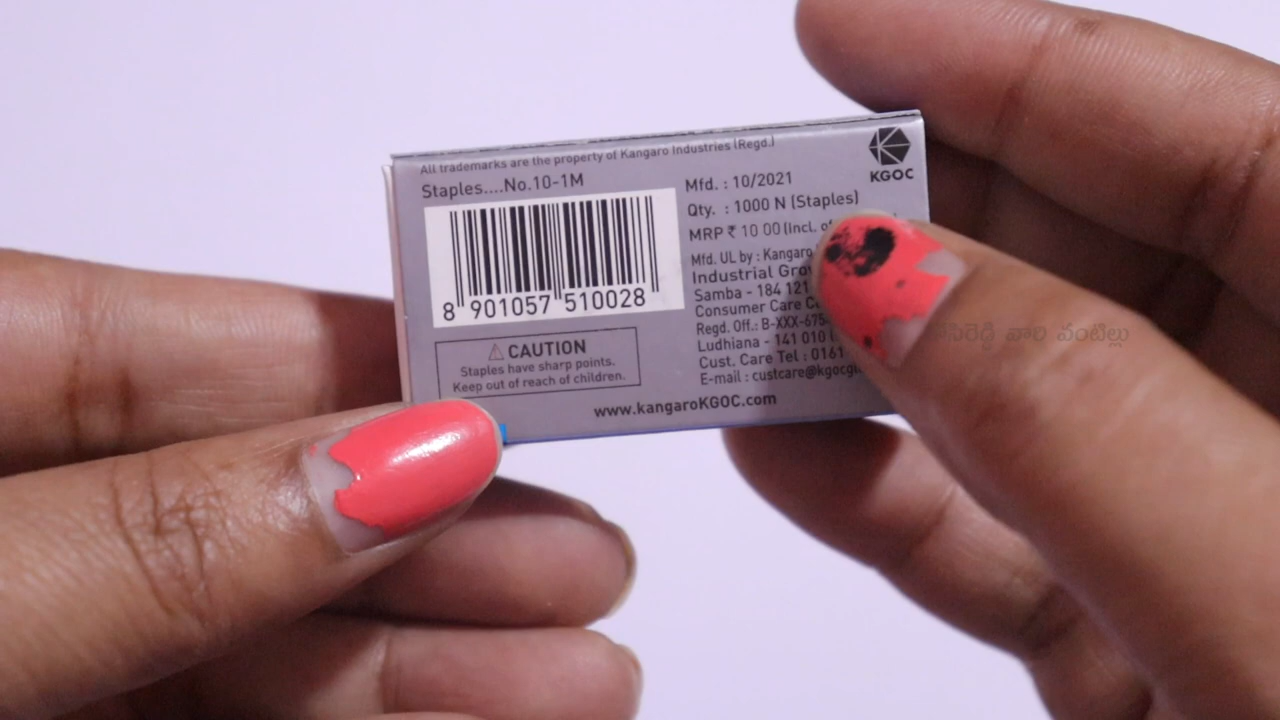 All trademarks are the property of Kangaro Industries (Regd.)
Staples....No.10-1M
8 901057 510028
CAUTION
Staples have sharp points.
Keep out of reach of children.
KGOC
Mfd. : 10/2021
Qty. : 1000 N (Staples)
MRP ₹ 10 00 (Incl. of
Mfd. UL by : Kangaro
Industrial
Samba - 184 121
Consumer Care
Regd. Off.: B-XXX-675
Ludhiana - 141 010
Cust. Care Tel : 0161
E-mail :
www.kangaroKGOC.com
వారి వంటిల్లు